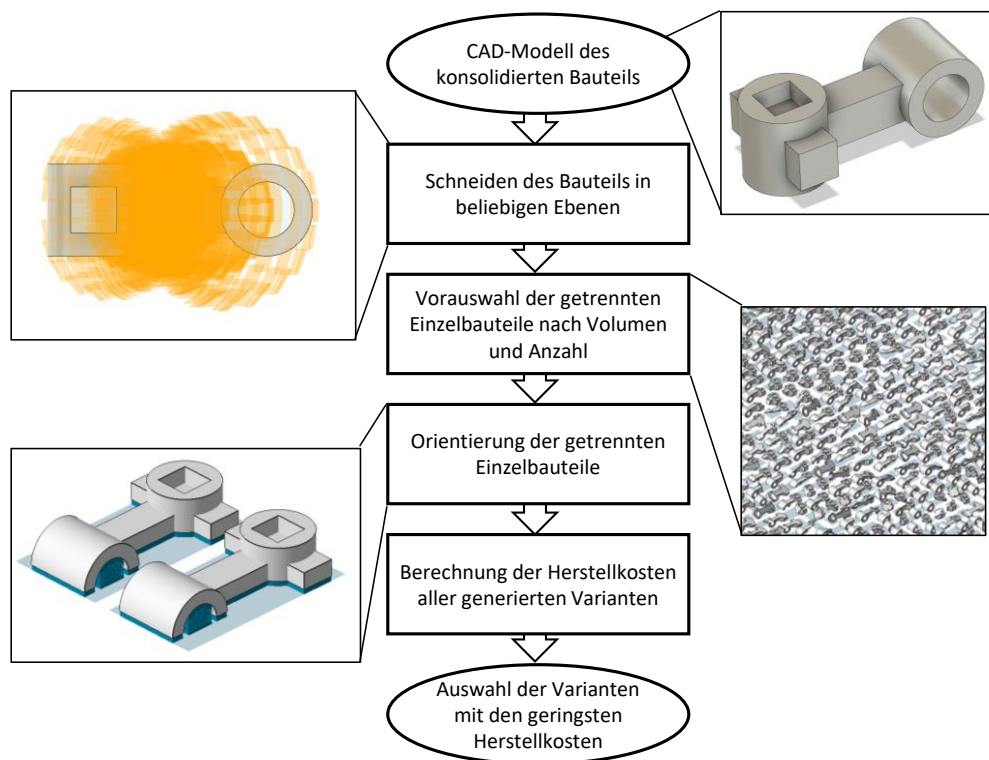 CAD-Modell des
konsolidierten Bauteils
Schneiden des Bauteils in
beliebigen Ebenen
Vorauswahl der getrennten
Einzelbauteile nach Volumen
und Anzahl
Orientierung der getrennten
Einzelbauteile
Berechnung der Herstellkosten
aller generierten Varianten
Auswahl der Varianten
mit den geringsten
Herstellkosten